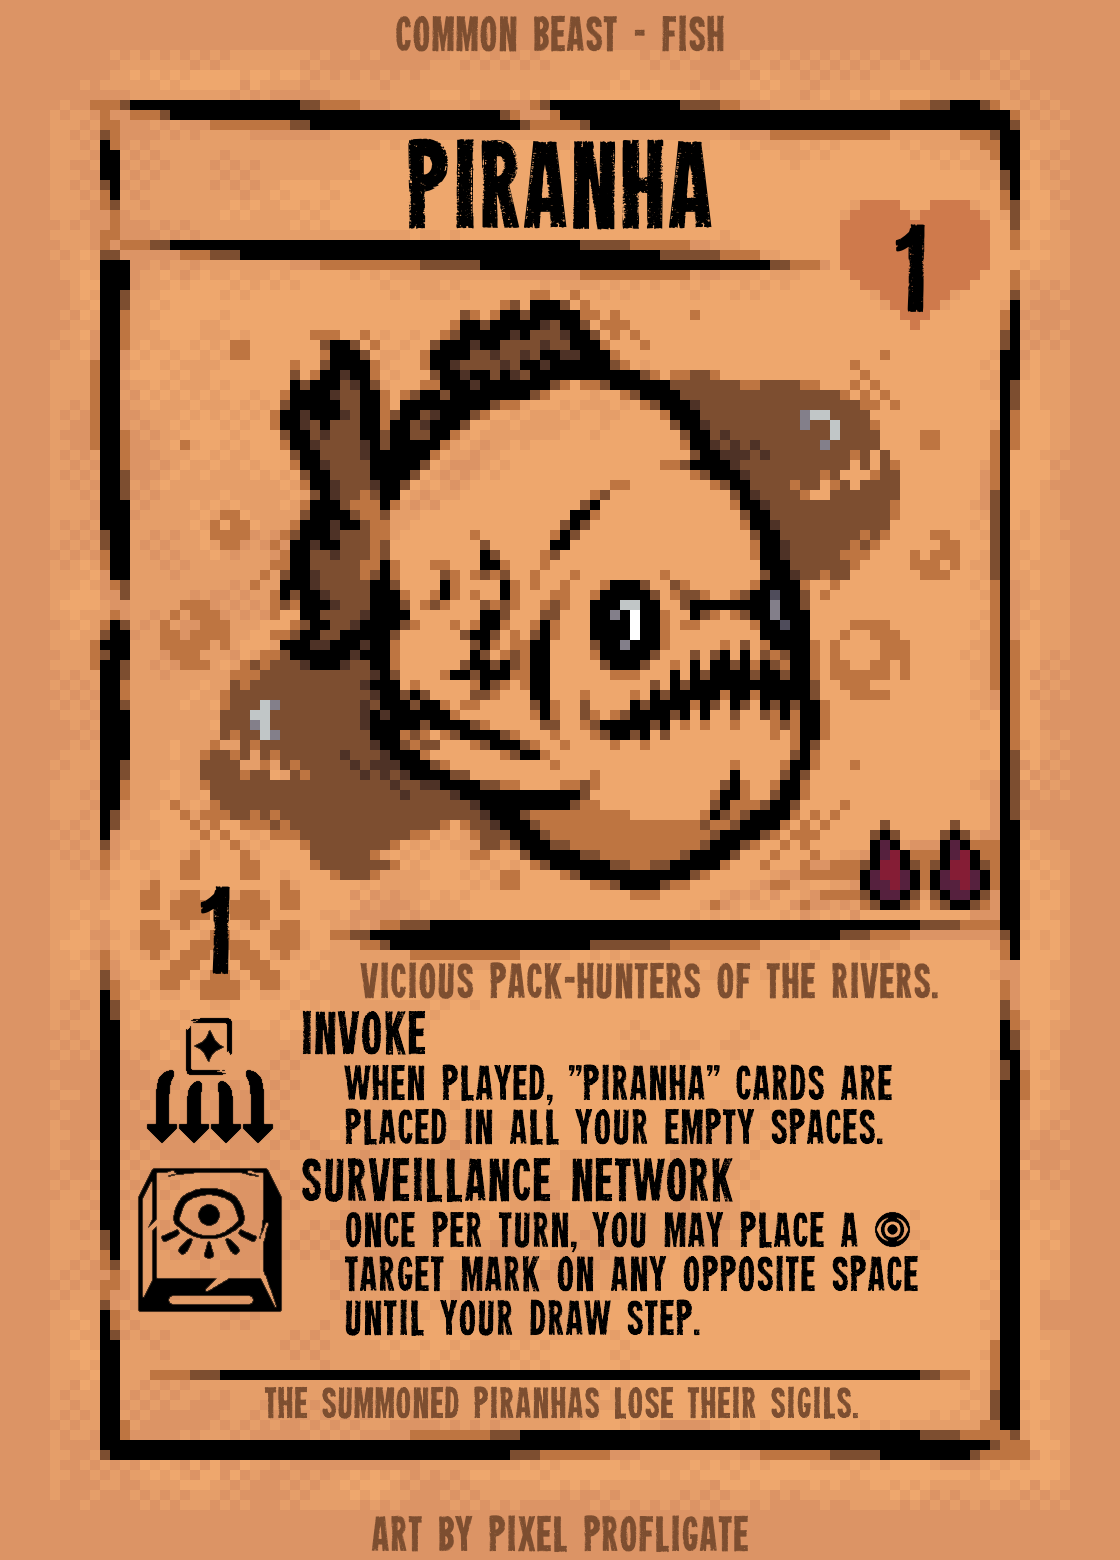 COMMON BEAST - FISH
PIRANHA
1
1
VICIOUS PACK-HUNTERS OF THE RIVERS.
INVOKE
WHEN PLAYED, "PIRANHA" CARDS ARE
PLACED IN ALL YOUR EMPTY SPACES.
SURVEILLANCE NETWORK
ONCE PER TURN, YOU MAY PLACE A
TARGET MARK ON ANY OPPOSITE SPACE
UNTIL YOUR DRAW STEP.
THE SUMMONED PIRANHAS LOSE THEIR SIGILS.
ART BY PIXEL PROFLIGATE